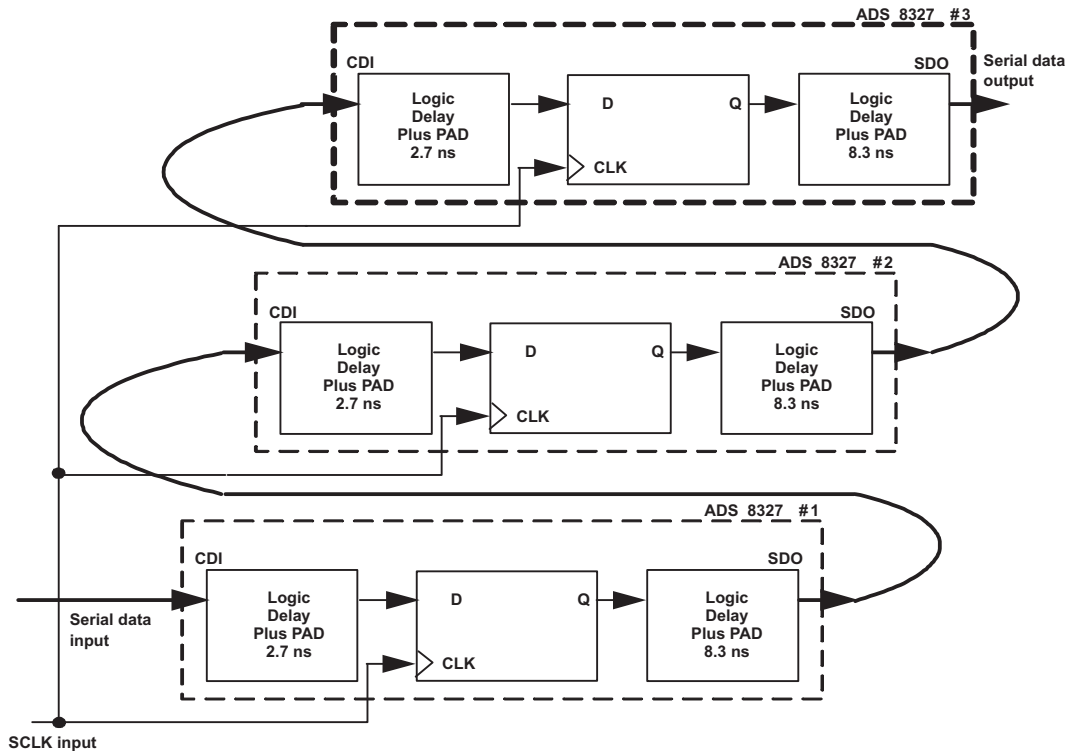 ADS 8327 #3
CDI
SDO
Serial data
output
Logic
Delay
Plus PAD
2.7 ns
D
Q
CLK
Logic
Delay
Plus PAD
8.3 ns
ADS 8327 #2
CDI
SDO
Logic
Delay
Plus PAD
2.7 ns
D
Q
CLK
Logic
Delay
Plus PAD
8.3 ns
ADS 8327 #1
CDI
SDO
Serial data
input
Logic
Delay
Plus PAD
2.7 ns
D
Q
CLK
Logic
Delay
Plus PAD
8.3 ns
SCLK input